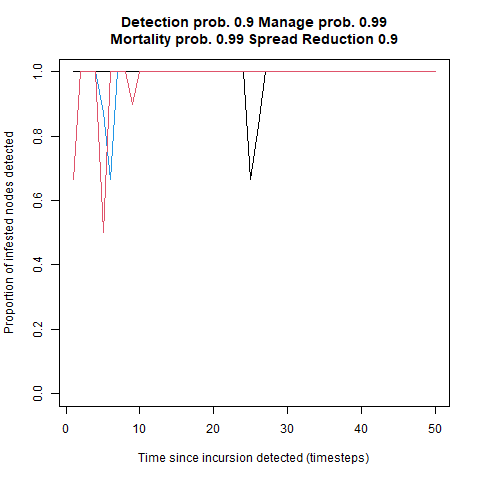 Detection prob. 0.9 Manage prob. 0.99
Mortality prob. 0.99 Spread Reduction 0.9
Proportion of infested nodes detected
1.0
0.8
0.6
0.4
0.2
0.0
0 10 20 30 40 50
Time since incursion detected (timesteps)